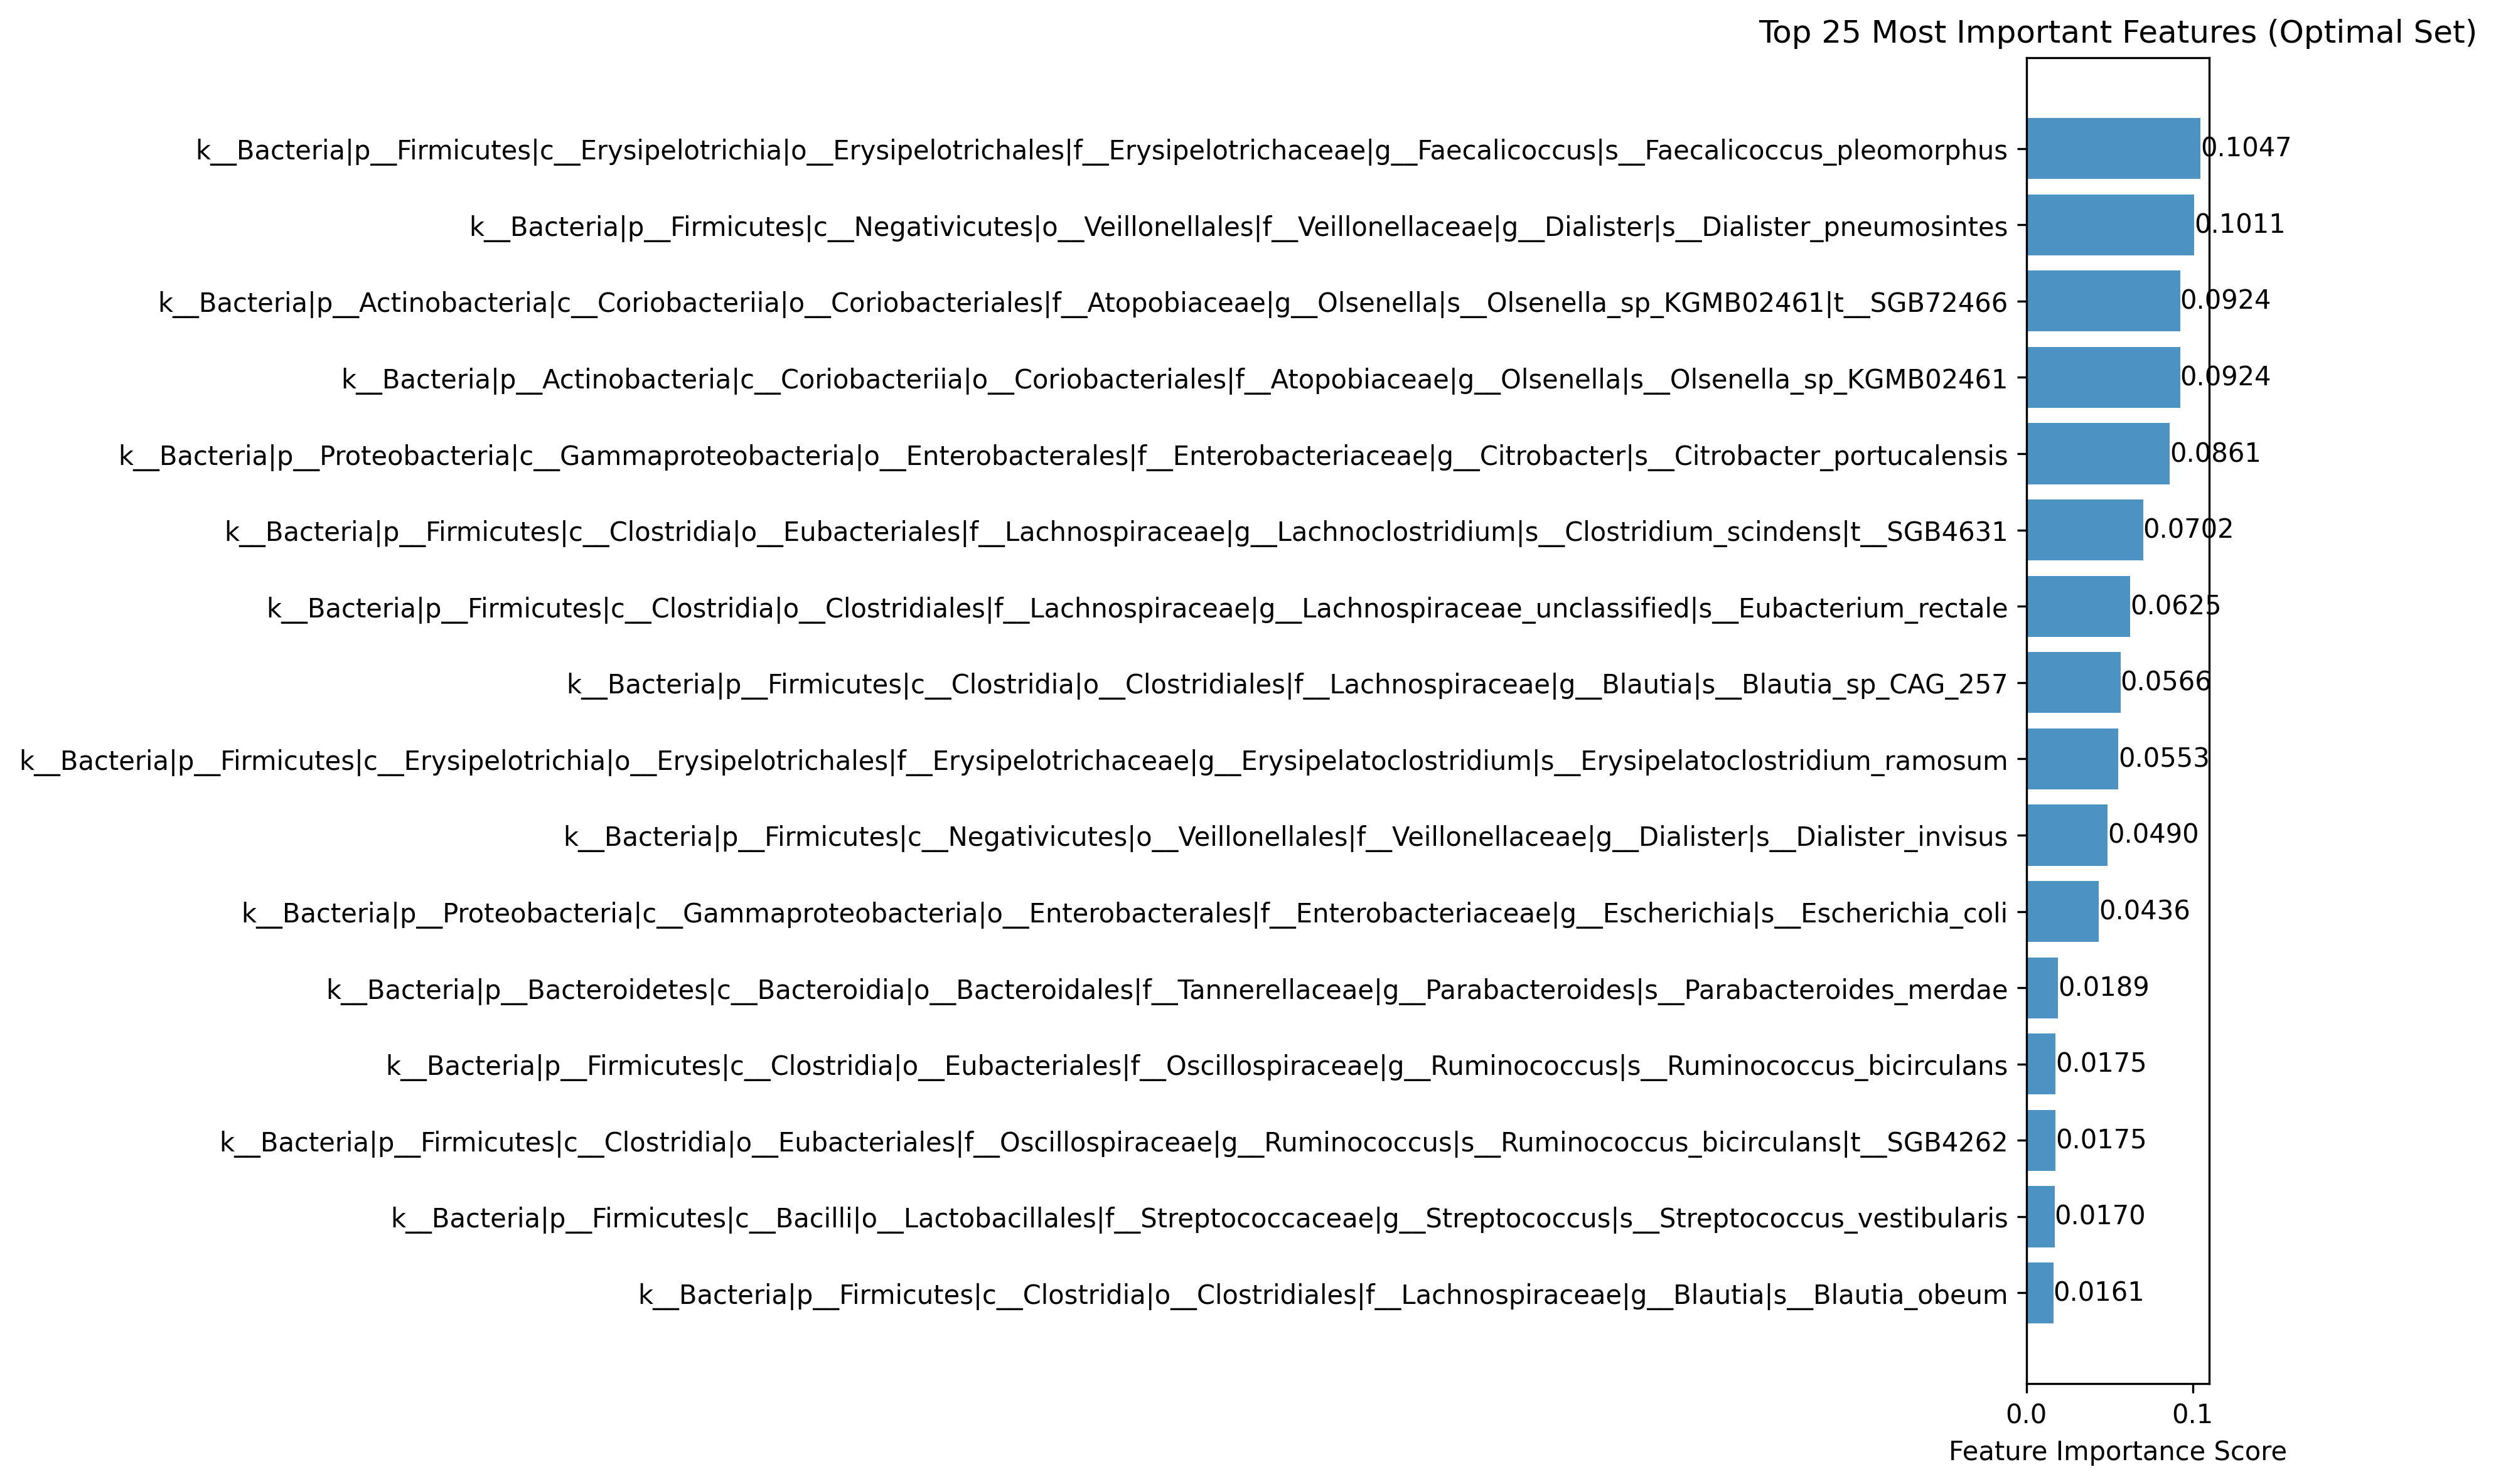 Top 25 Most Important Features (Optimal Set)
k__Bacteria|p__Firmicutes|c__Erysipelotrichia|o__Erysipelotrichales|f__Erysipelotrichaceae|g__Faecalicoccus|s__Faecalicoccus_pleomorphus 0.1047
k__Bacteria|p__Firmicutes|c__Negativicutes|o__Veillonellales|f__Veillonellaceae|g__Dialister|s__Dialister_pneumosintes 0.1011
k__Bacteria|p__Actinobacteria|c__Coriobacteriia|o__Coriobacteriales|f__Atopobiaceae|g__Olsenella|s__Olsenella_sp_KGMB02461|t__SGB72466 0.0924
k__Bacteria|p__Actinobacteria|c__Coriobacteriia|o__Coriobacteriales|f__Atopobiaceae|g__Olsenella|s__Olsenella_sp_KGMB02461 0.0924
k__Bacteria|p__Proteobacteria|c__Gammaproteobacteria|o__Enterobacterales|f__Enterobacteriaceae|g__Citrobacter|s__Citrobacter_portucalensis 0.0861
k__Bacteria|p__Firmicutes|c__Clostridia|o__Eubacteriales|f__Lachnospiraceae|g__Lachnoclostridium|s__Clostridium_scindens|t__SGB4631 0.0702
k__Bacteria|p__Firmicutes|c__Clostridia|o__Clostridiales|f__Lachnospiraceae|g__Lachnospiraceae_unclassified|s__Eubacterium_rectale 0.0625
k__Bacteria|p__Firmicutes|c__Clostridia|o__Clostridiales|f__Lachnospiraceae|g__Blautia|s__Blautia_sp_CAG_257 0.0566
k__Bacteria|p__Firmicutes|c__Erysipelotrichia|o__Erysipelotrichales|f__Erysipelotrichaceae|g__Erysipelatoclostridium|s__Erysipelatoclostridium_ramosum 0.0553
k__Bacteria|p__Firmicutes|c__Negativicutes|o__Veillonellales|f__Veillonellaceae|g__Dialister|s__Dialister_invisus 0.0490
k__Bacteria|p__Proteobacteria|c__Gammaproteobacteria|o__Enterobacterales|f__Enterobacteriaceae|g__Escherichia|s__Escherichia_coli 0.0436
k__Bacteria|p__Bacteroidetes|c__Bacteroidia|o__Bacteroidales|f__Tannerellaceae|g__Parabacteroides|s__Parabacteroides_merdae 0.0189
k__Bacteria|p__Firmicutes|c__Clostridia|o__Eubacteriales|f__Oscillospiraceae|g__Ruminococcus|s__Ruminococcus_bicirculans 0.0175
k__Bacteria|p__Firmicutes|c__Clostridia|o__Eubacteriales|f__Oscillospiraceae|g__Ruminococcus|s__Ruminococcus_bicirculans|t__SGB4262 0.0175
k__Bacteria|p__Firmicutes|c__Bacilli|o__Lactobacillales|f__Streptococcaceae|g__Streptococcus|s__Streptococcus_vestibularis 0.0170
k__Bacteria|p__Firmicutes|c__Clostridia|o__Clostridiales|f__Lachnospiraceae|g__Blautia|s__Blautia_obeum 0.0161
0.0 0.1
Feature Importance Score